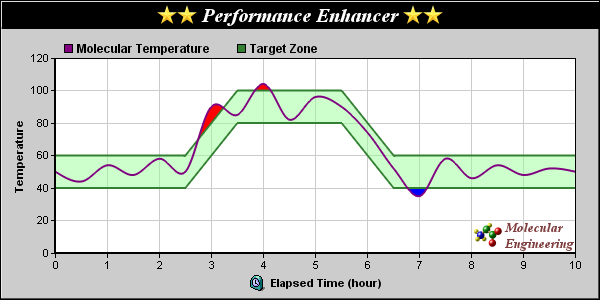 Performance Enhancer
Molecular Temperature
Target Zone
120
100
80
60
40
20
0
Temperature
0 1 2 3 4 5 6 7 8 9 10
Elapsed Time (hour)
Molecular
Engineering